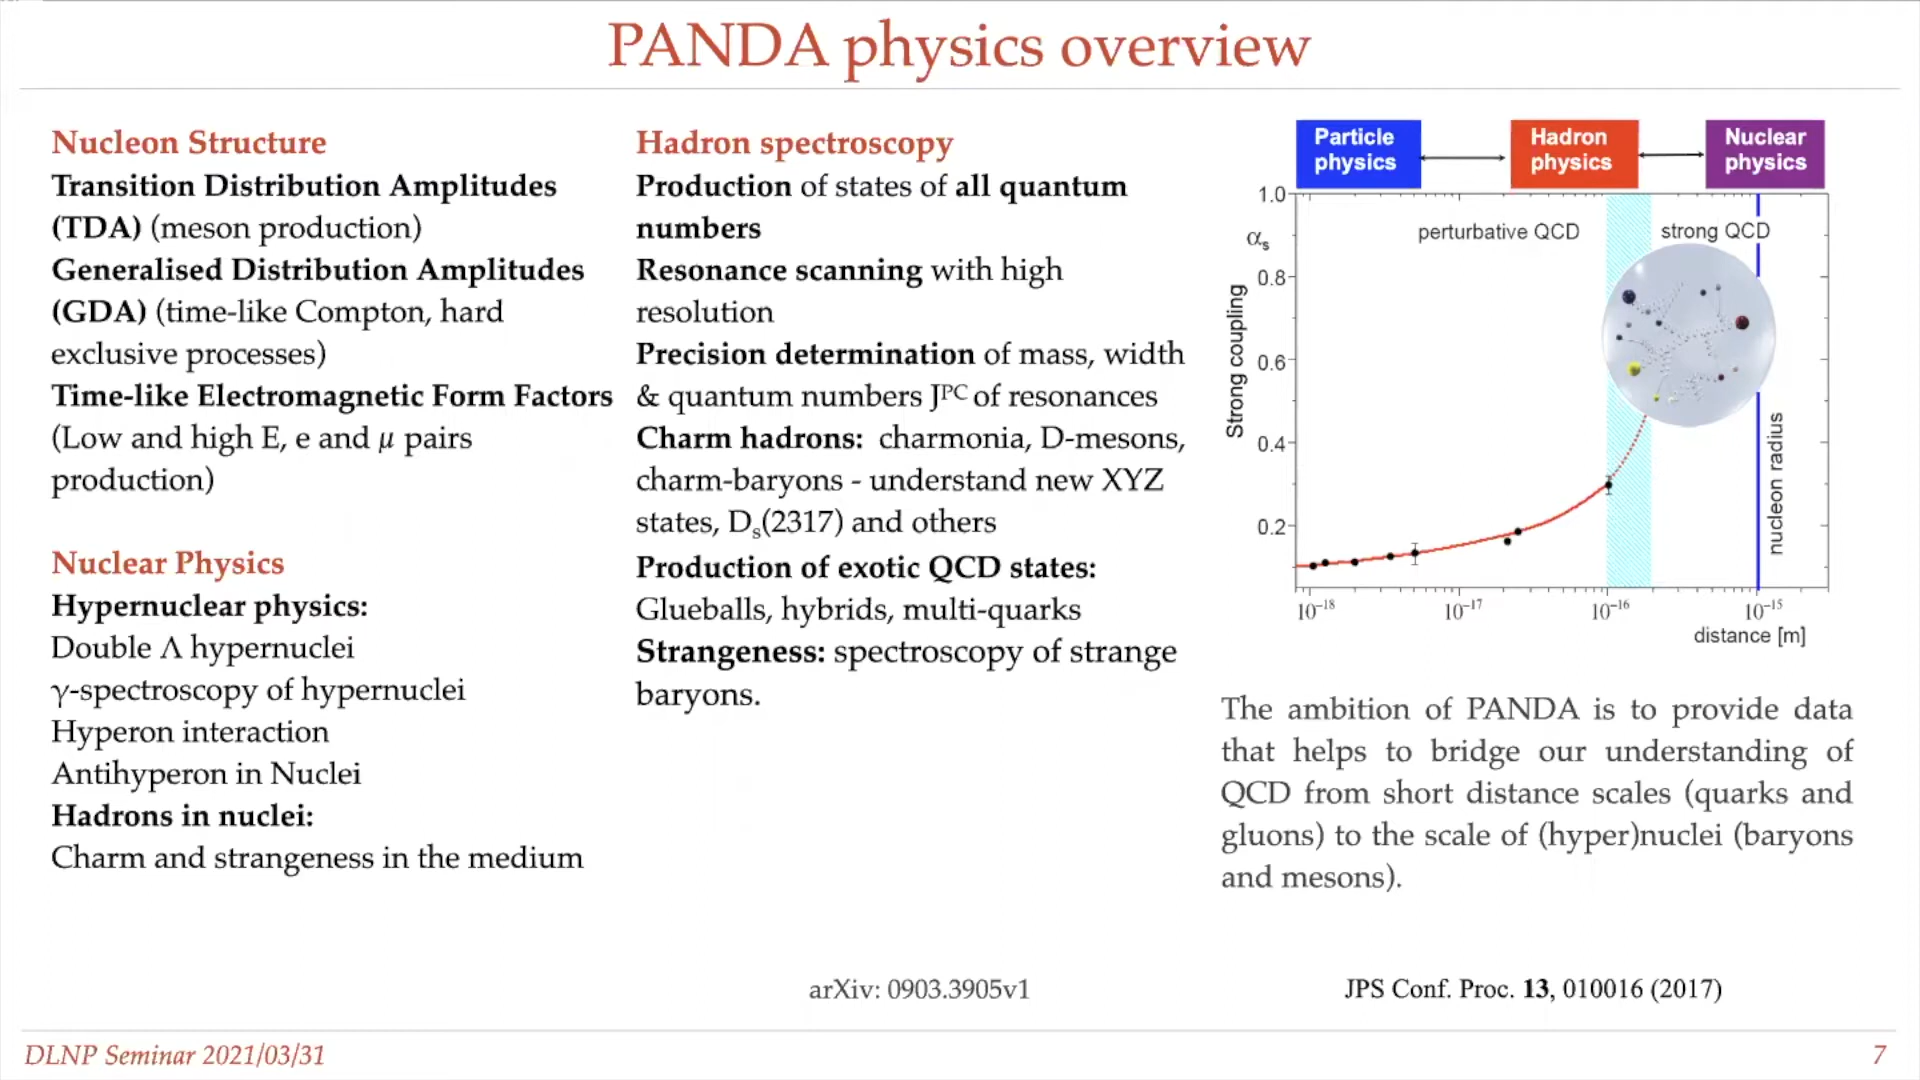 PANDA physics overview
Nucleon Structure
Transition Distribution Amplitudes
(TDA) (meson production)
Generalised Distribution Amplitudes
(GDA) (time-like Compton, hard
exclusive processes)
Time-like Electromagnetic Form Factors
(Low and high E, e and μ pairs
production)
Nuclear Physics
Hypernuclear physics:
Double Λ hypernuclei
γ-spectroscopy of hypernuclei
Hyperon interaction
Antihyperon in Nuclei
Hadrons in nuclei:
Charm and strangeness in the medium
Hadron spectroscopy
Production of states of all quantum
numbers
Resonance scanning with high
resolution
Precision determination of mass, width
& quantum numbers Jᴾꟲ of resonances
Charm hadrons: charmonia, D-mesons,
charm-baryons - understand new XYZ
states, Dₛ(2317) and others
Production of exotic QCD states:
Glueballs, hybrids, multi-quarks
Strangeness: spectroscopy of strange
baryons.
Particle
physics
Hadron
physics
Nuclear
physics
1.0
αₛ
0.8
0.6
0.4
0.2
Strong coupling
perturbative QCD
strong QCD
nucleon radius
10⁻¹⁸
10⁻¹⁷
10⁻¹⁶
10⁻¹⁵
distance [m]
The ambition of PANDA is to provide data
that helps to bridge our understanding of
QCD from short distance scales (quarks and
gluons) to the scale of (hyper)nuclei (baryons
and mesons).
arXiv: 0903.3905v1
JPS Conf. Proc. 13, 010016 (2017)
DLNP Seminar 2021/03/31
7